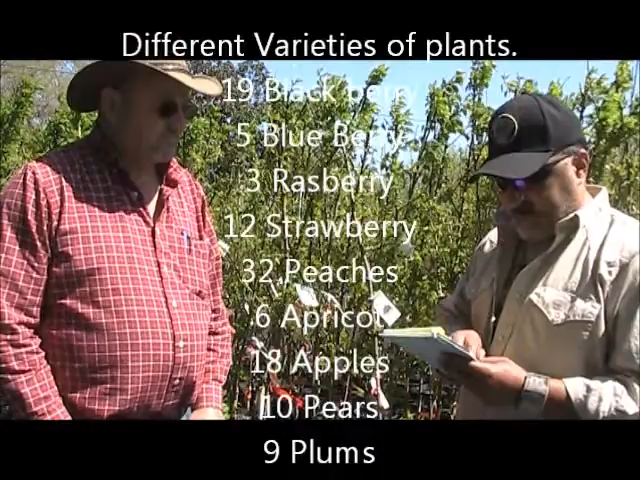 Different Varieties of plants.
19 Black berry
5 Blue Berry
3 Rasberry
12 Strawberry
32 Peaches
6 Apricot
18 Apples
10 Pears
9 Plums